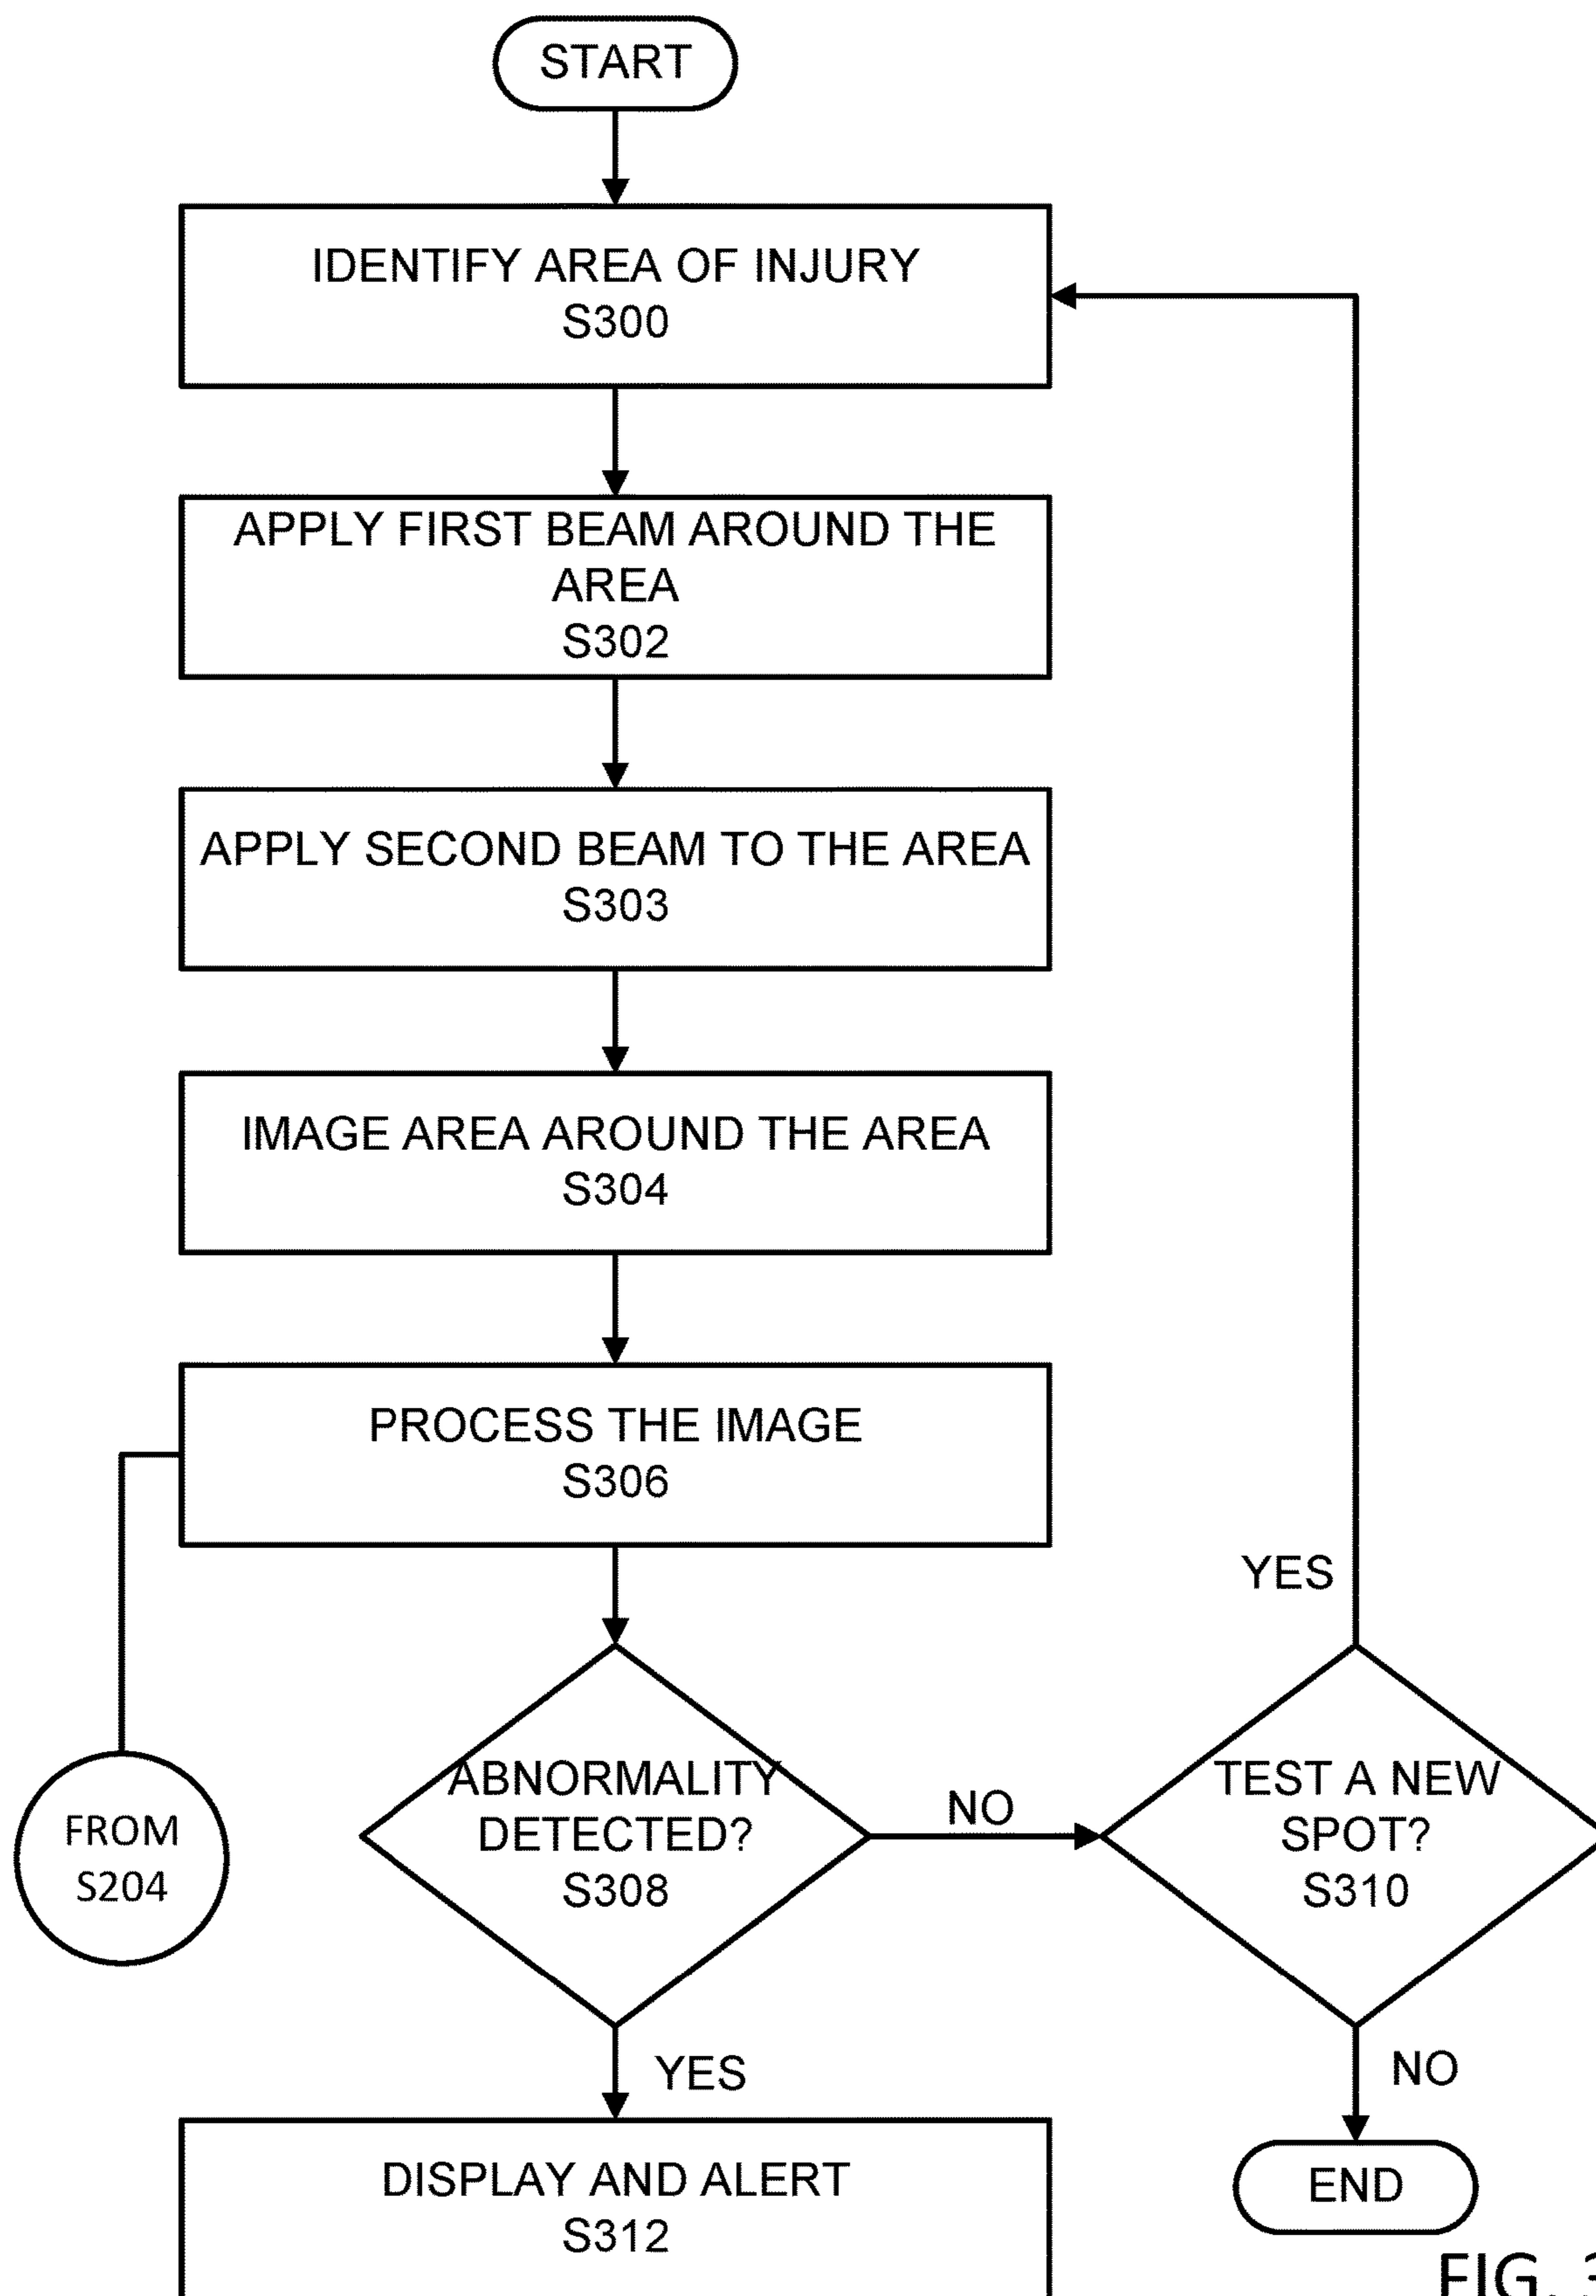 START
IDENTIFY AREA OF INJURY
S300
APPLY FIRST BEAM AROUND THE
AREA
S302
APPLY SECOND BEAM TO THE AREA
S303
IMAGE AREA AROUND THE AREA
S304
PROCESS THE IMAGE
S306
YES
FROM
S204
ABNORMALITY
DETECTED?
S308
NO
TEST A NEW
SPOT?
S310
YES
NO
DISPLAY AND ALERT
S312
END
FIG. 3